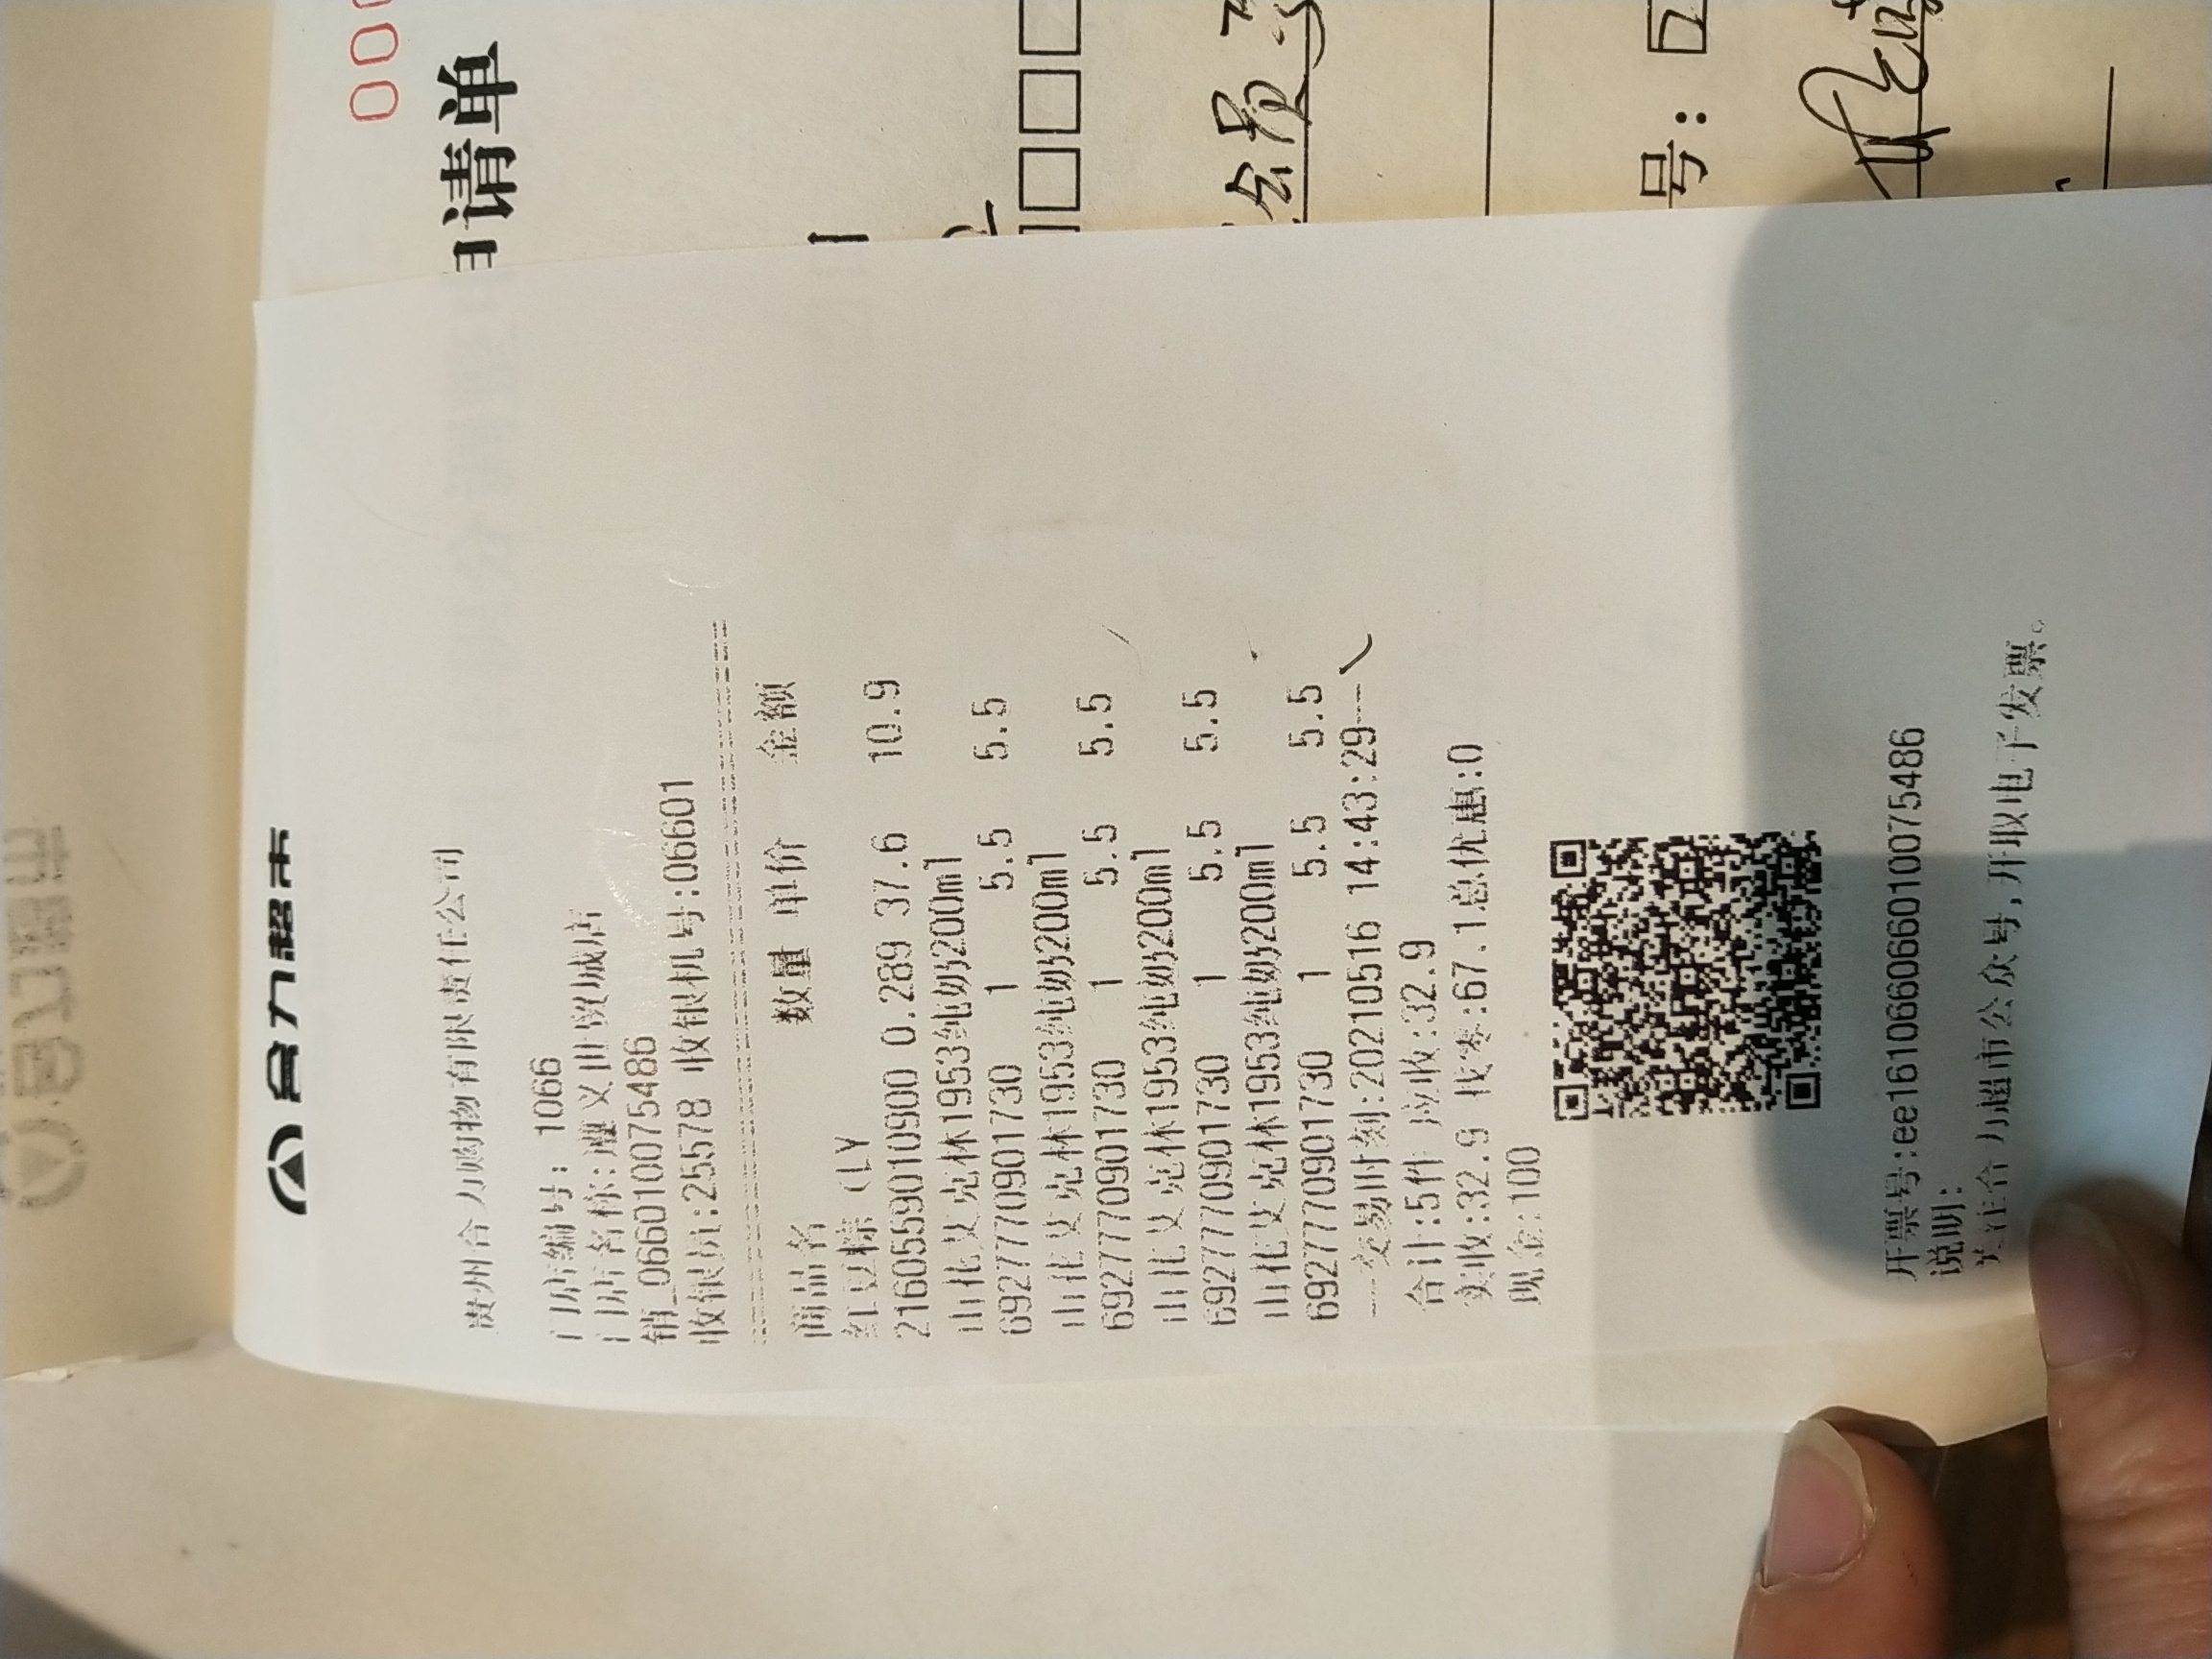 合力超市
贵州合力购物有限责任公司
门店编号: 1066
门店名称:遵义世贸城店
销_066010075486
收银员:25578 收银机号:06601
商品名 数量 单价 金额
红豆粽 (LY
2160559010900 0.289 37.6 10.9
山花艾克林1953纯奶200ml
6927770901730 1 5.5 5.5
山花艾克林1953纯奶200ml
6927770901730 1 5.5 5.5
山花艾克林1953纯奶200ml
6927770901730 1 5.5 5.5
山花艾克林1953纯奶200ml
6927770901730 1 5.5 5.5
---交易时刻:20210516 14:43:29---
合计:5件 应收:32.9
实收:32.9 找零:67.1总优惠:0
现金:100
开票号:ee161066066010075486
说明:
关注合力超市公众号,开取电子发票。
请单
号:
000